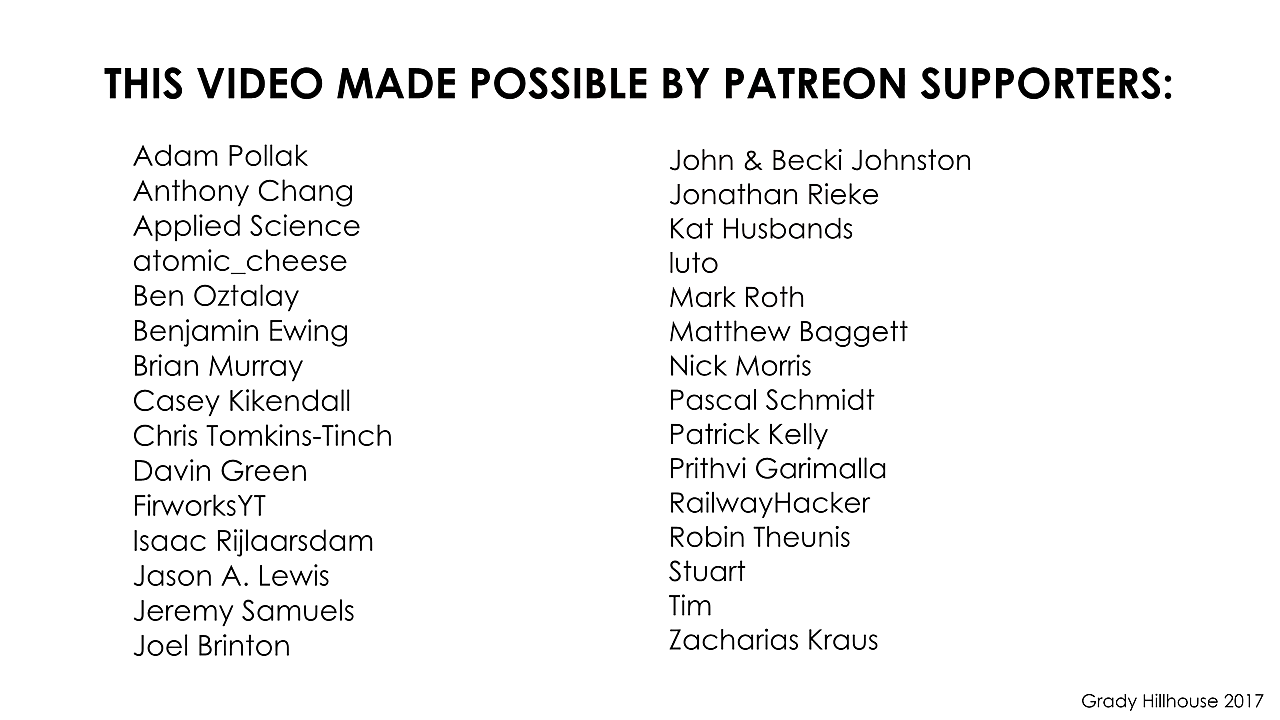 THIS VIDEO MADE POSSIBLE BY PATREON SUPPORTERS:
Adam Pollak
Anthony Chang
Applied Science
atomic_cheese
Ben Oztalay
Benjamin Ewing
Brian Murray
Casey Kikendall
Chris Tomkins-Tinch
Davin Green
FirworksYT
Isaac Rijlaarsdam
Jason A. Lewis
Jeremy Samuels
Joel Brinton
John & Becki Johnston
Jonathan Rieke
Kat Husbands
luto
Mark Roth
Matthew Baggett
Nick Morris
Pascal Schmidt
Patrick Kelly
Prithvi Garimalla
RailwayHacker
Robin Theunis
Stuart
Tim
Zacharias Kraus
Grady Hillhouse 2017